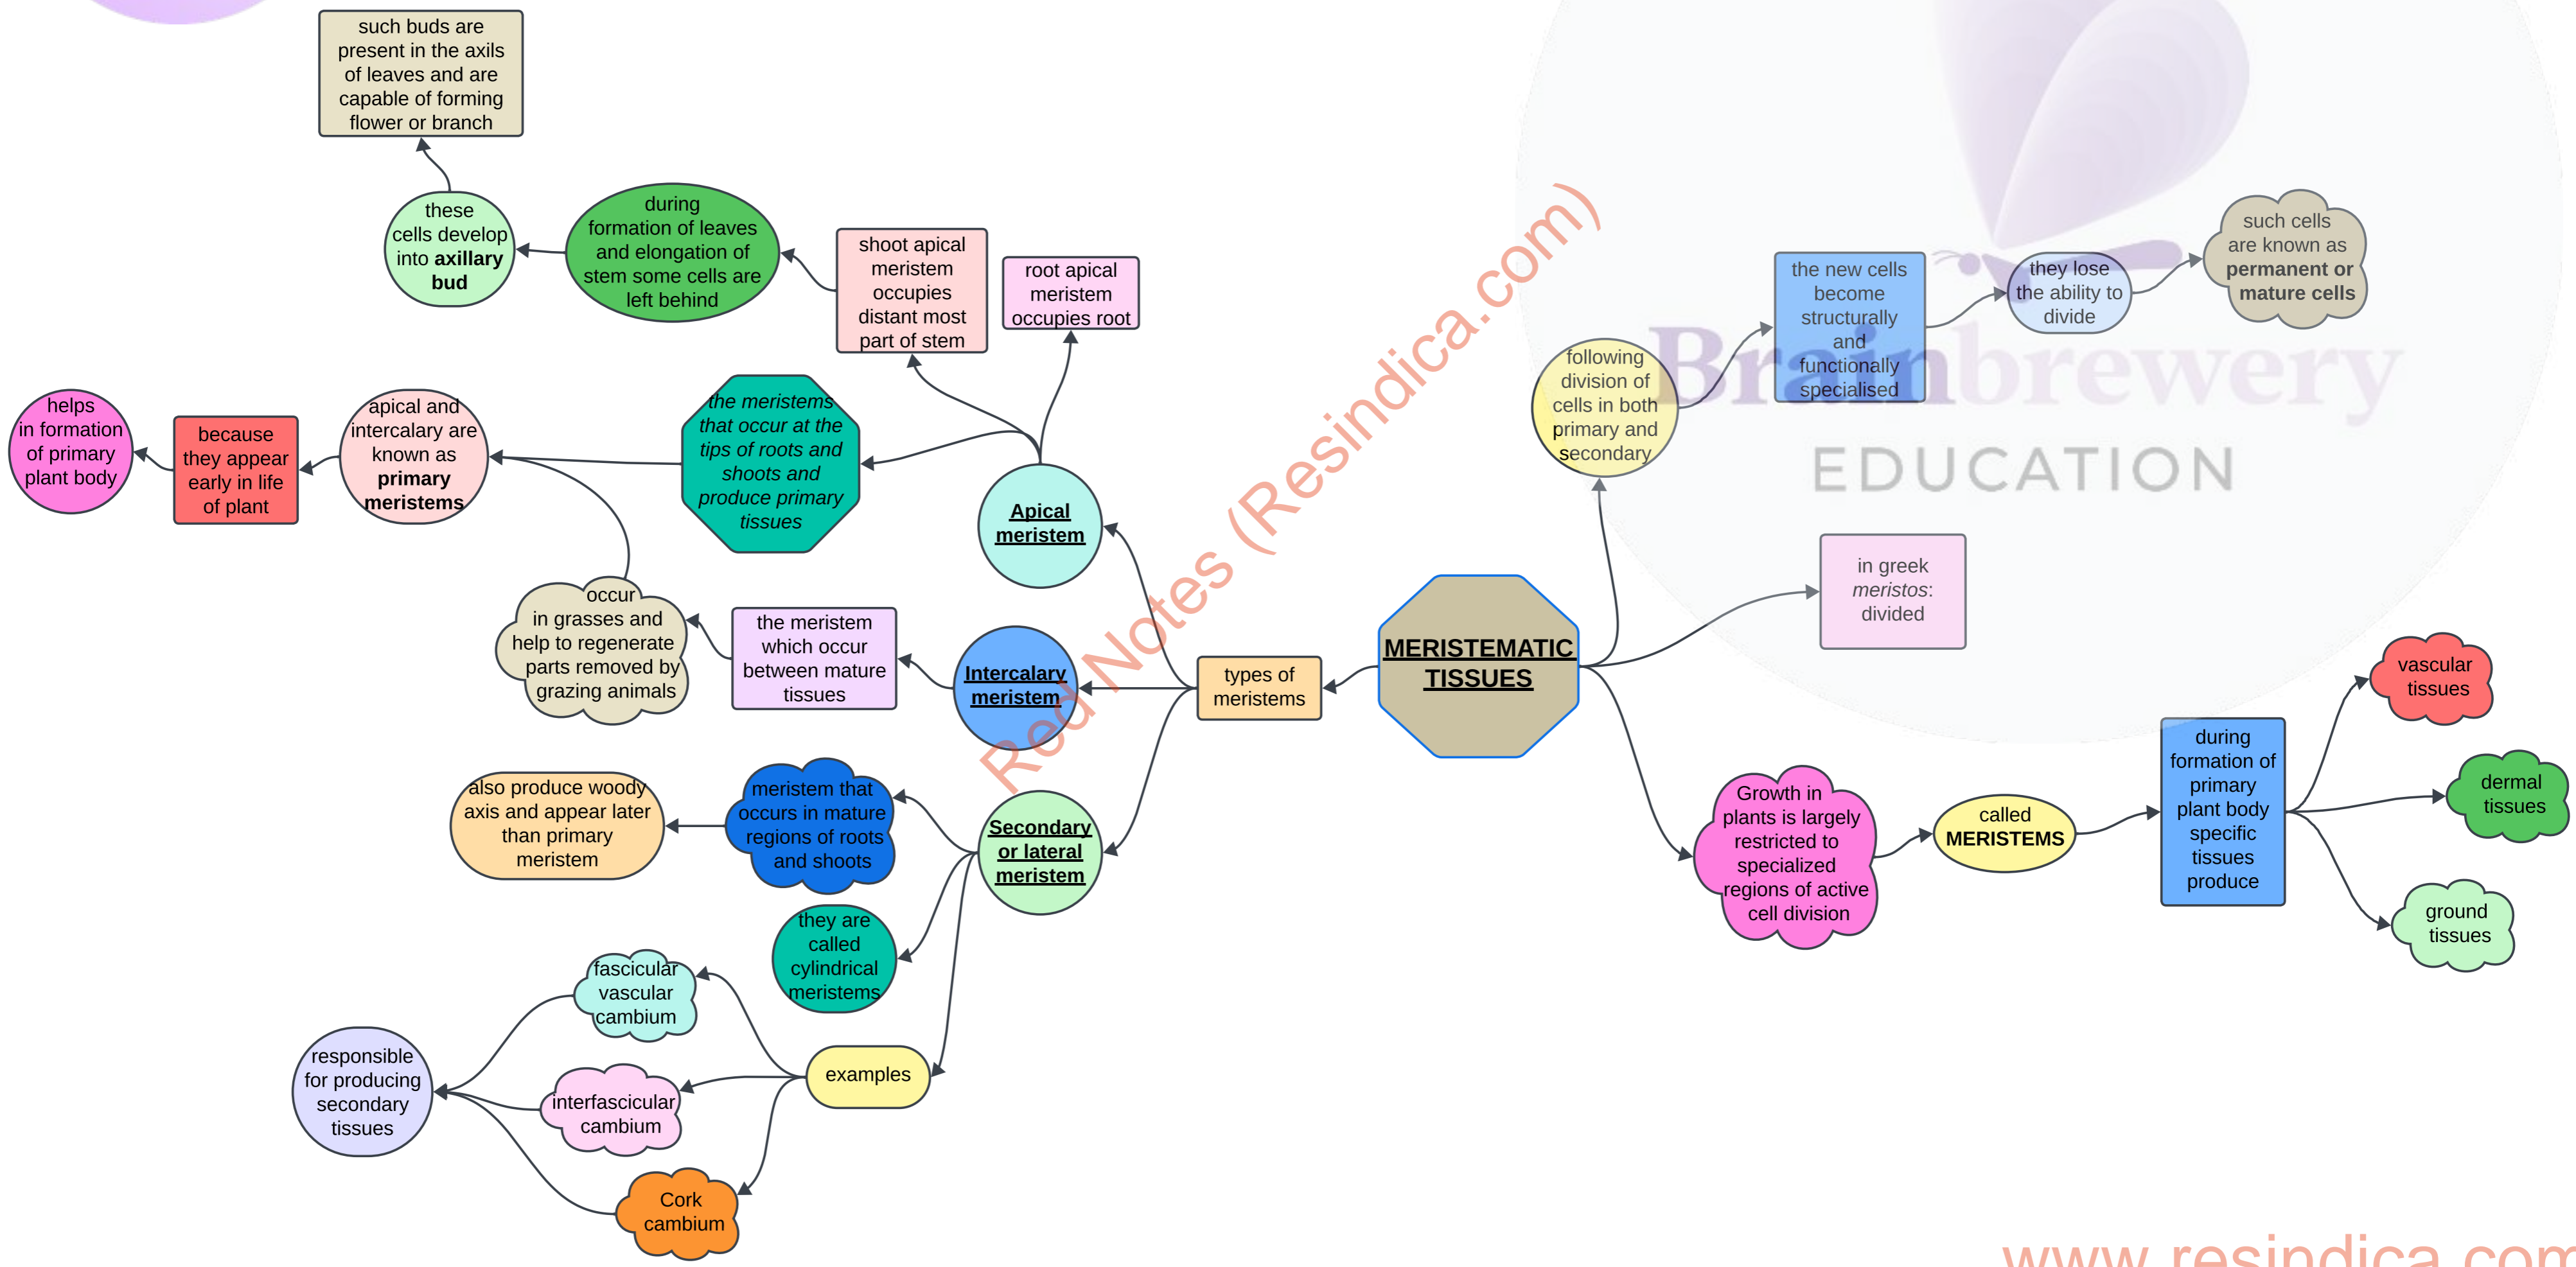 such buds are
present in the axils
of leaves and are
capable of forming
flower or branch
these
cells develop
into axillary
bud
during
formation of leaves
and elongation of
stem some cells are
left behind
shoot apical
meristem
occupies
distant most
part of stem
root apical
meristem
occupies root
helps
in formation
of primary
plant body
because
they appear
early in life
of plant
apical and
intercalary are
known as
primary
meristems
the meristems
that occur at the
tips of roots and
shoots and
produce primary
tissues
Apical
meristem
occur
in grasses and
help to regenerate
parts removed by
grazing animals
the meristem
which occur
between mature
tissues
Intercalary
meristem
types of
meristems
MERISTEMATIC
TISSUES
also produce woody
axis and appear later
than primary
meristem
meristem that
occurs in mature
regions of roots
and shoots
Secondary
or lateral
meristem
they are
called
cylindrical
meristems
fascicular
vascular
cambium
interfascicular
cambium
Cork
cambium
examples
responsible
for producing
secondary
tissues
following
division of
cells in both
primary and
secondary
the new cells
become
structurally
and
functionally
specialised
they lose
the ability to
divide
such cells
are known as
permanent or
mature cells
in greek
meristos:
divided
Growth in
plants is largely
restricted to
specialized
regions of active
cell division
called
MERISTEMS
during
formation of
primary
plant body
specific
tissues
produce
vascular
tissues
dermal
tissues
ground
tissues
Brainbrewery
EDUCATION
Red Notes (Resindica.com)
www.resindica.com